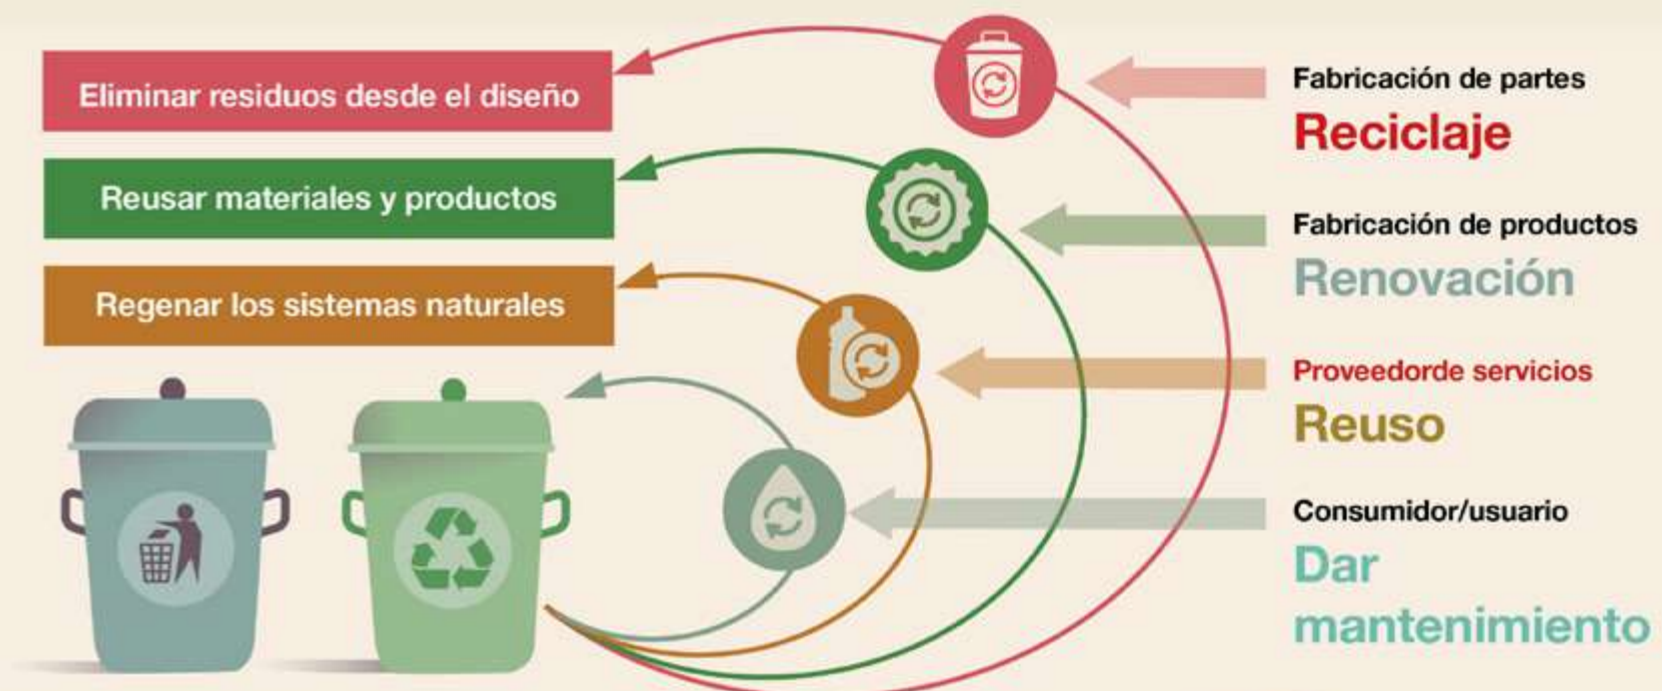 Eliminar residuos desde el diseño
Reusar materiales y productos
Regenar los sistemas naturales
Fabricación de partes
Reciclaje
Fabricación de productos
Renovación
Proveedorde servicios
Reuso
Consumidor/usuario
Dar
mantenimiento